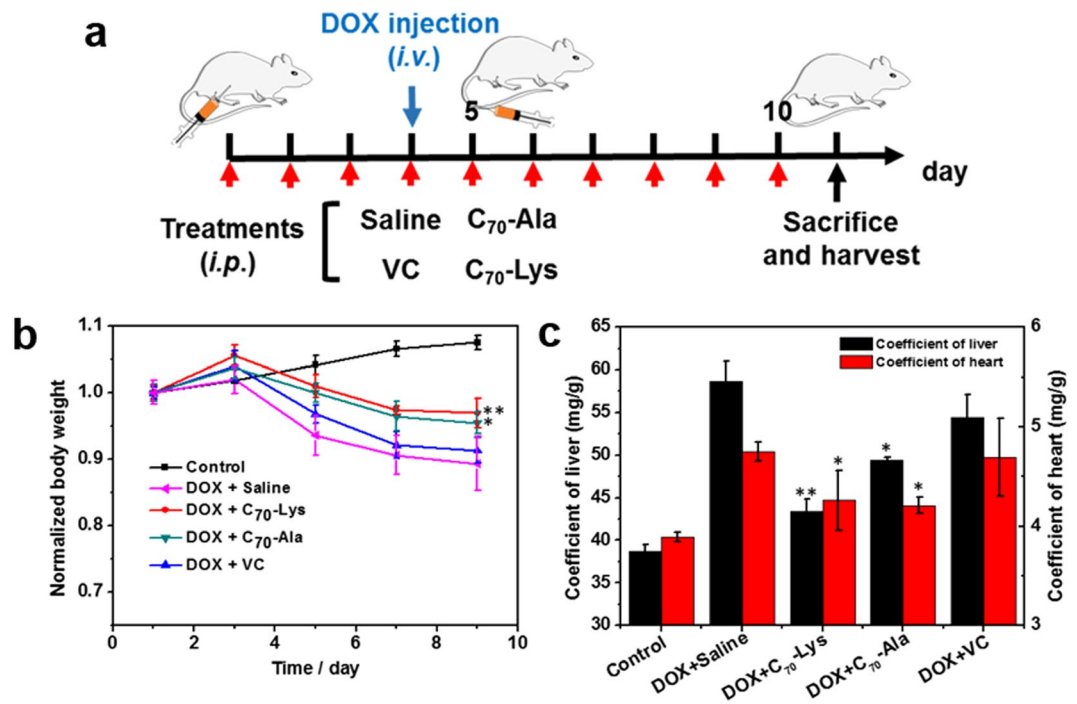 a
DOX injection
(i.v.)
5
10
day
Treatments
(i.p.)
Saline
C₇₀-Ala
VC
C₇₀-Lys
Sacrifice
and harvest
b
1.1
1.0
0.9
0.8
0.7
Normalized body weight
**
*
Control
DOX + Saline
DOX + C₇₀-Lys
DOX + C₇₀-Ala
DOX + VC
0
2
4
6
8
10
Time / day
c
65
60
55
50
45
40
35
30
Coefficient of liver (mg/g)
Coefficient of liver
Coefficient of heart
**
*
*
*
6
5
4
3
Coefficient of heart (mg/g)
Control
DOX+Saline
DOX+C₇₀-Lys
DOX+C₇₀-Ala
DOX+VC